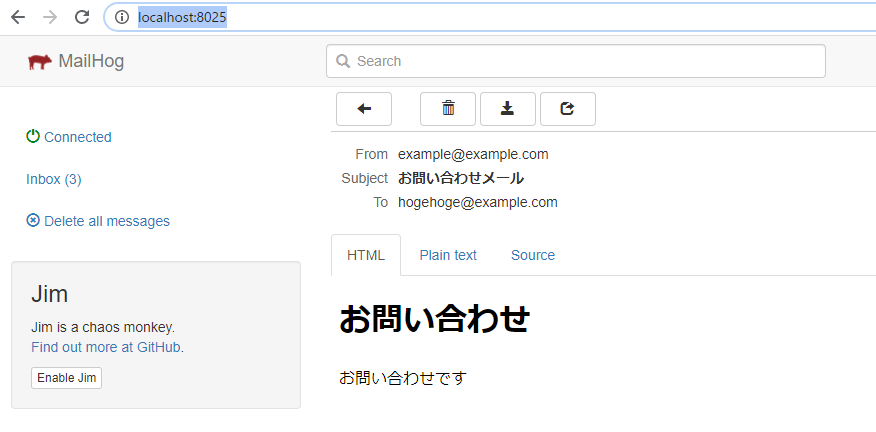 localhost:8025
MailHog
Search
Connected
Inbox (3)
Delete all messages
Jim
Jim is a chaos monkey.
Find out more at GitHub.
Enable Jim
From example@example.com
Subject お問い合わせメール
To hogehoge@example.com
HTML Plain text Source
お問い合わせ
お問い合わせです